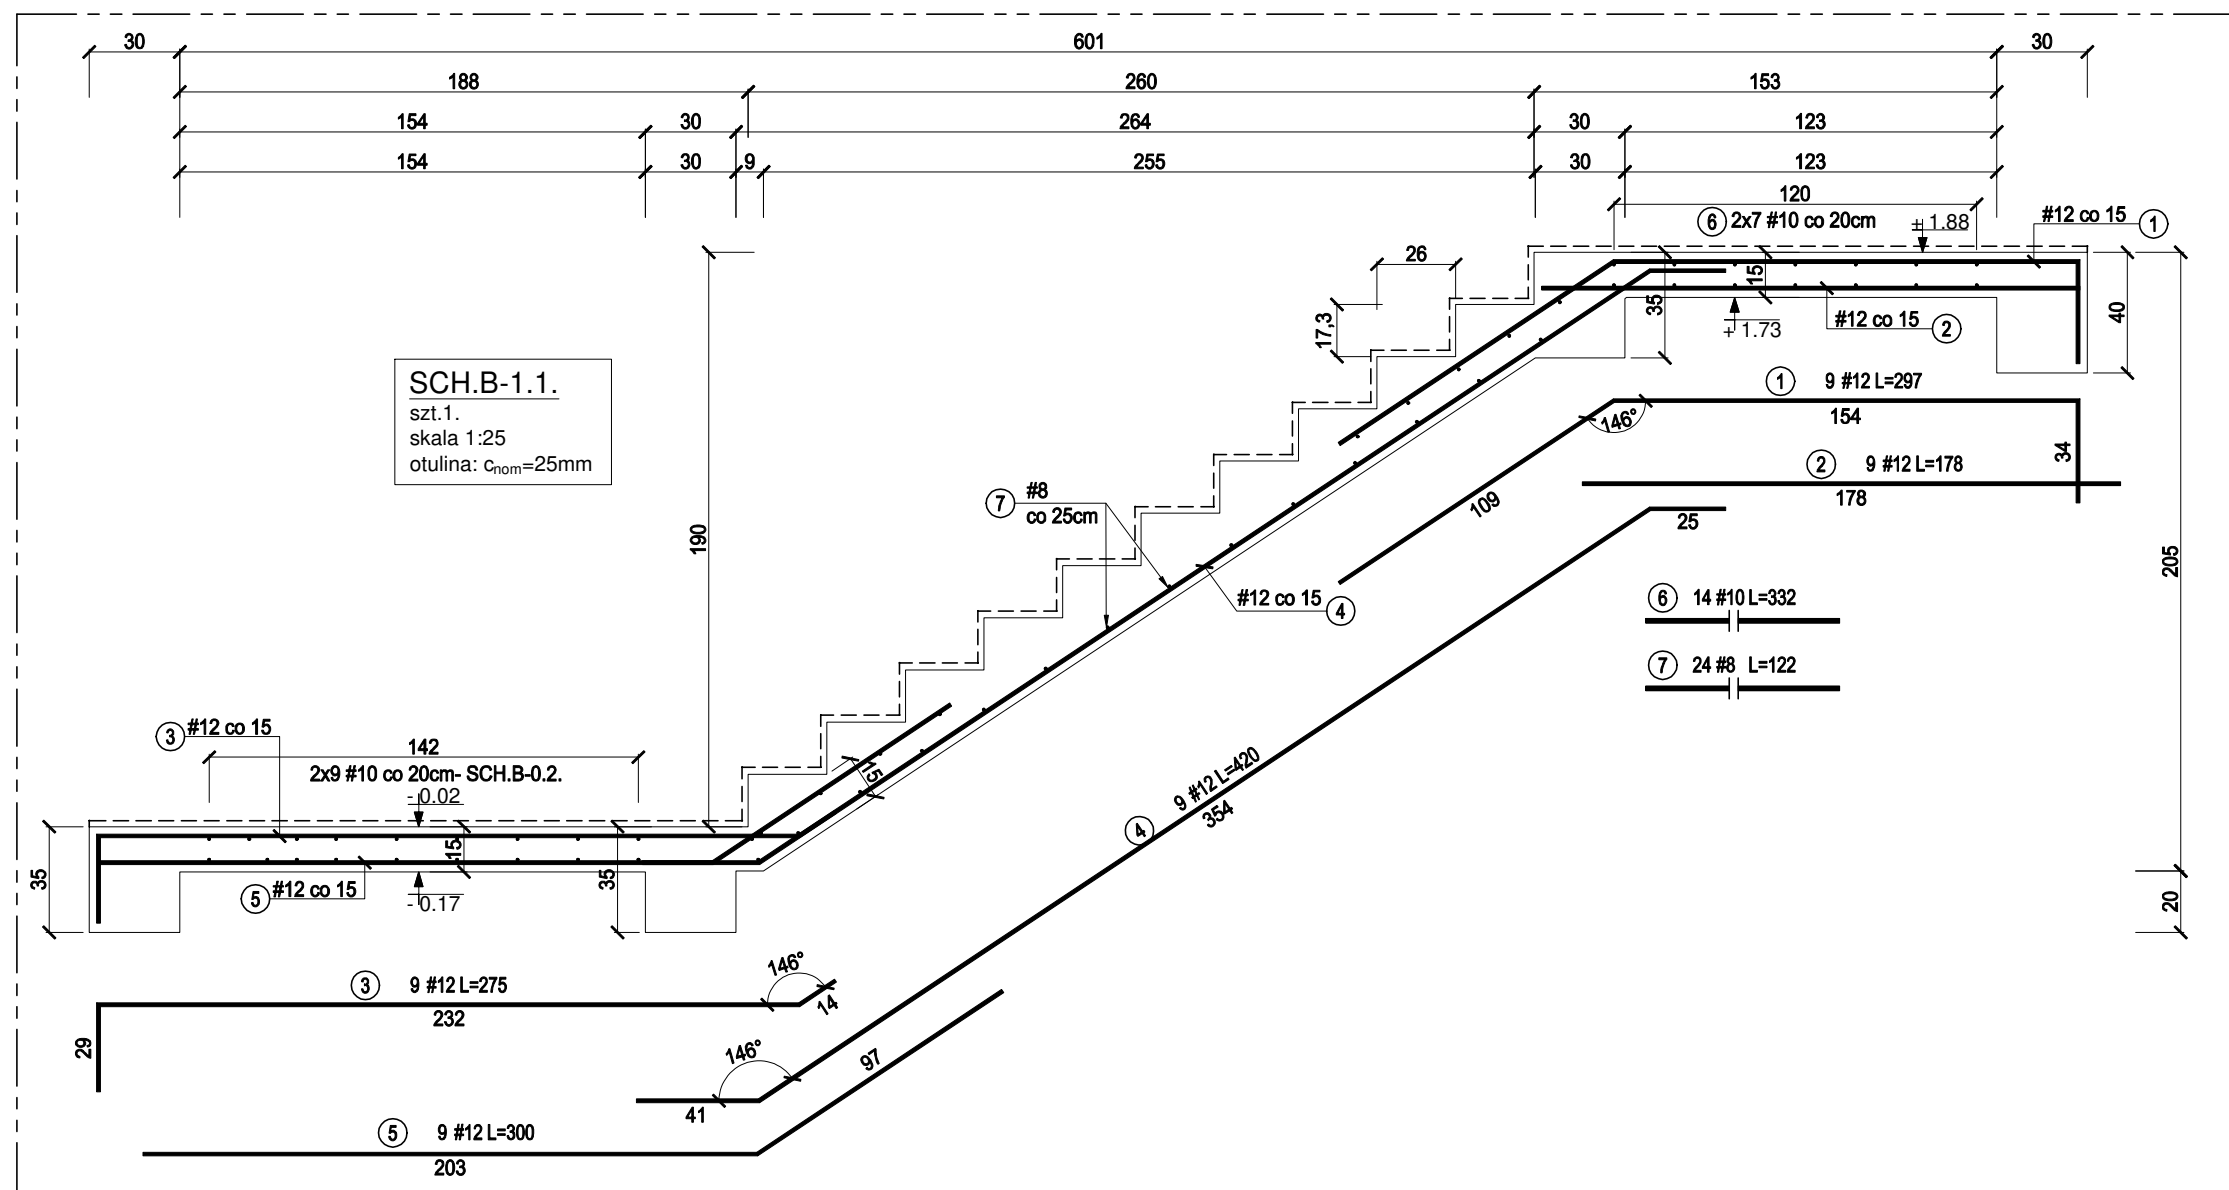 30
601
30
188
260
153
154
30
264
30
123
154
30
9
255
30
123
120
6 2x7 #10 co 20cm
± 1.88
#12 co 15 1
26
15
35
40
17,3
+ 1.73
#12 co 15 2
SCH.B-1.1.
szt.1.
skala 1:25
otulina: cnom=25mm
1 9 #12 L=297
146°
154
34
2 9 #12 L=178
178
109
7 #8
co 25cm
190
25
205
#12 co 15 4
6 14 #10 L=332
7 24 #8 L=122
3 #12 co 15
142
2x9 #10 co 20cm- SCH.B-0.2.
- 0.02
15
15
35
35
5 #12 co 15
- 0.17
9 #12 L=420
354
4
20
3 9 #12 L=275
232
146°
14
29
146°
97
41
5 9 #12 L=300
203